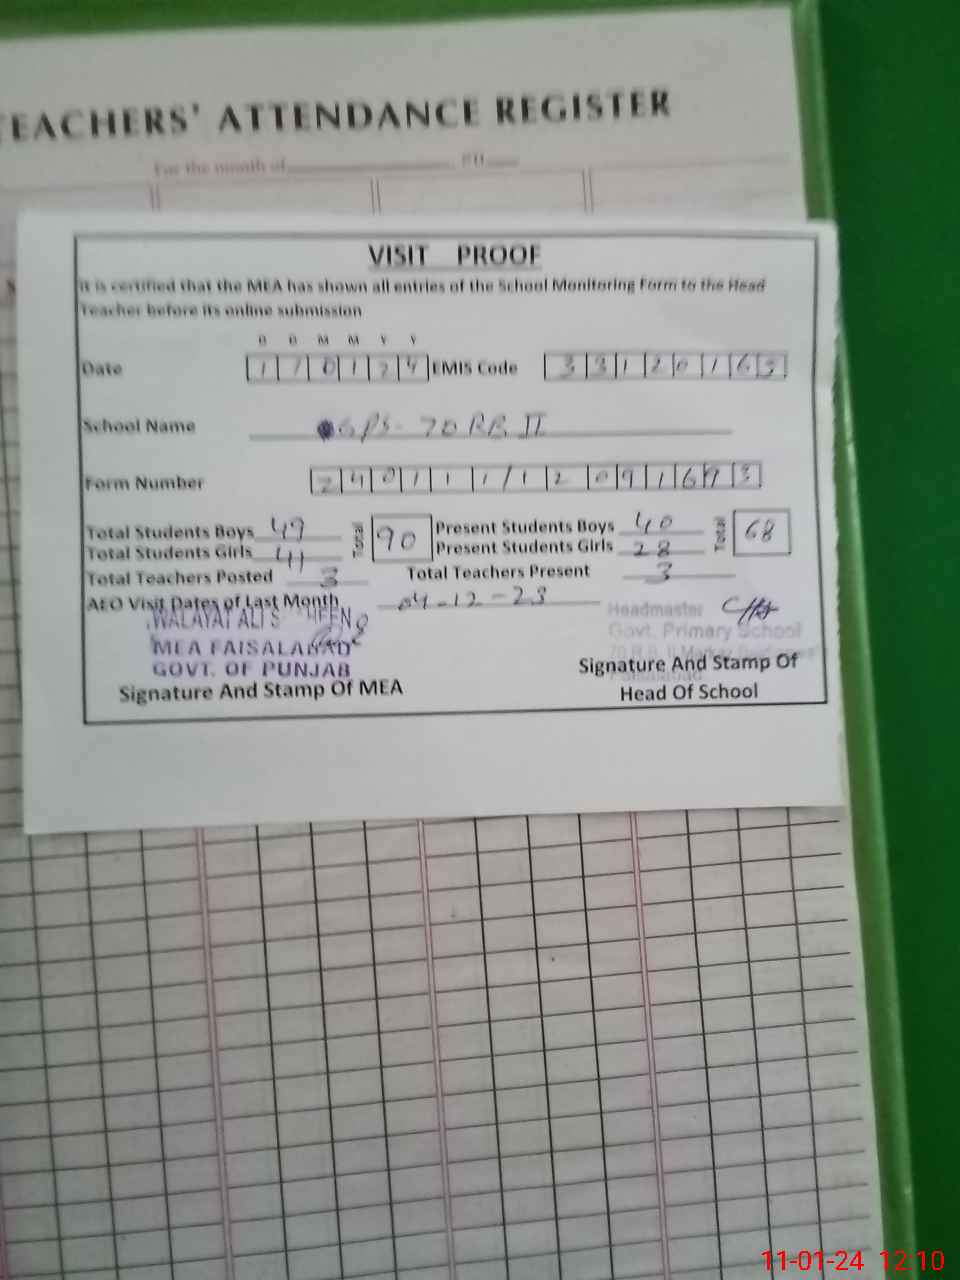 TEACHERS' ATTENDANCE REGISTER
For the month of
VISIT PROOF
It is certified that the MEA has shown all entries of the School Monitoring Form to the Head
Teacher before its online submission
D D M M Y Y
Date 1 1 0 1 2 4 EMIS Code 3 3 1 2 0 1 6 3
School Name GPS- 70 RB II
Form Number 2 4 0 1 1 1 / 1 2 0 9 1 6 9 3
Total Students Boys 49 Total 90 Present Students Boys 40 Total 68
Total Students Girls 41 Present Students Girls 28
Total Teachers Posted 3 Total Teachers Present 3
AEO Visit Dates of Last Month 04-12-23
WALAYAT ALI
MEA FAISALABAD
GOVT. OF PUNJAB
Signature And Stamp Of MEA
Headmaster
Govt. Primary School
Signature And Stamp Of
Head Of School
11-01-24 12:10